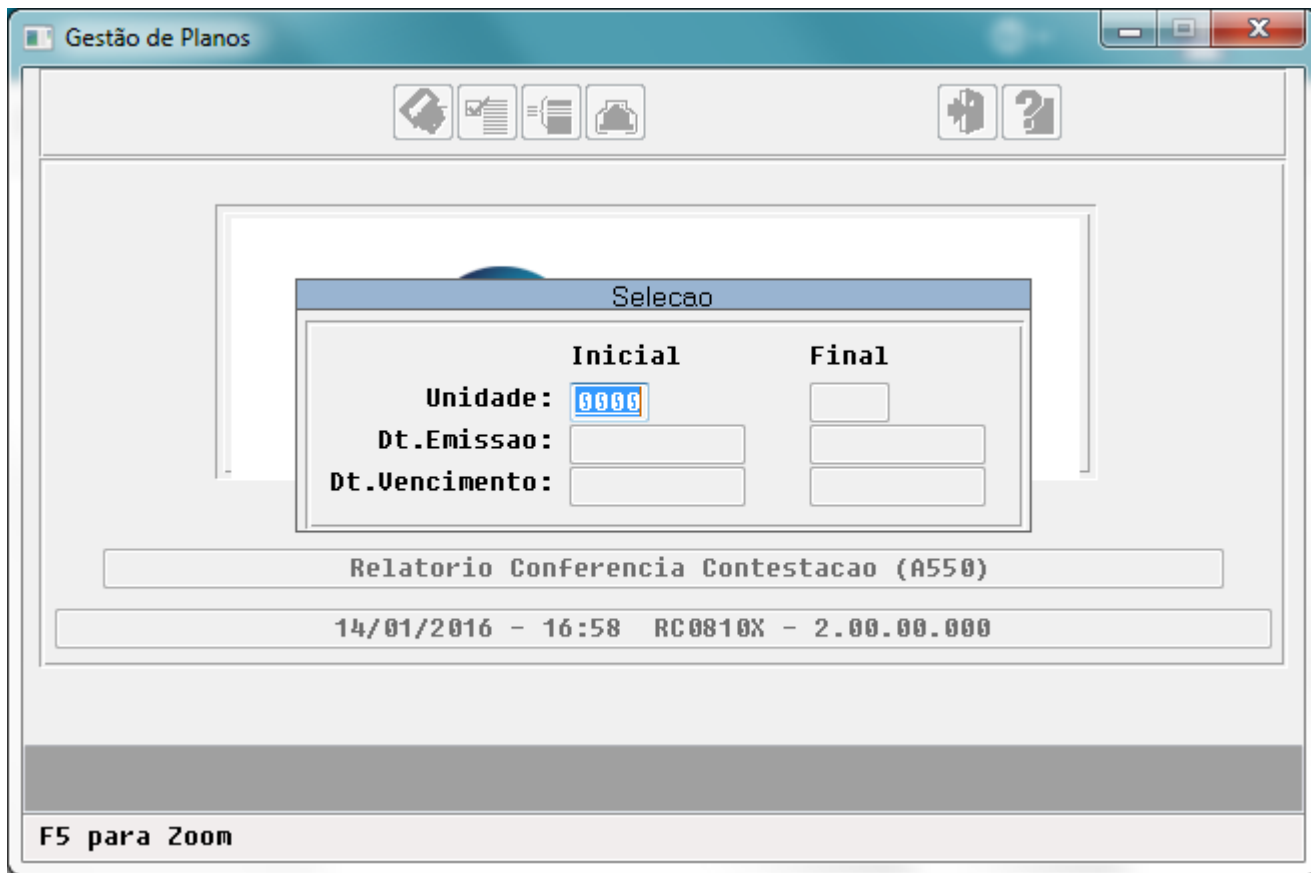 Gestão de Planos
Selecao
Inicial Final
Unidade: 0000
Dt.Emissao:
Dt.Vencimento:
Relatorio Conferencia Contestacao (A550)
14/01/2016 - 16:58 RC0810X - 2.00.00.000
F5 para Zoom